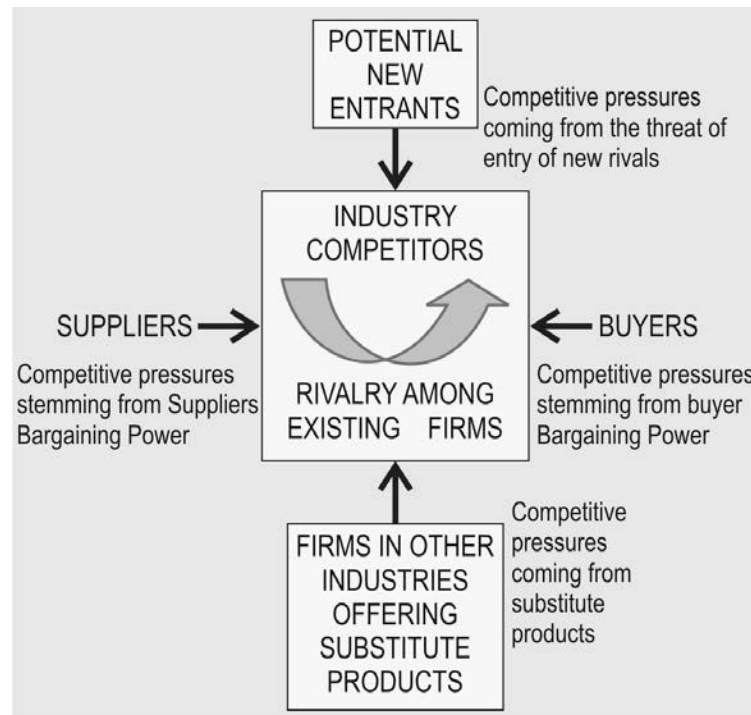 POTENTIAL
NEW
ENTRANTS
Competitive pressures
coming from the threat of
entry of new rivals
INDUSTRY
COMPETITORS
SUPPLIERS
Competitive pressures
stemming from Suppliers
Bargaining Power
BUYERS
Competitive pressures
stemming from buyer
Bargaining Power
RIVALRY AMONG
EXISTING FIRMS
FIRMS IN OTHER
INDUSTRIES
OFFERING
SUBSTITUTE
PRODUCTS
Competitive
pressures
coming from
substitute
products